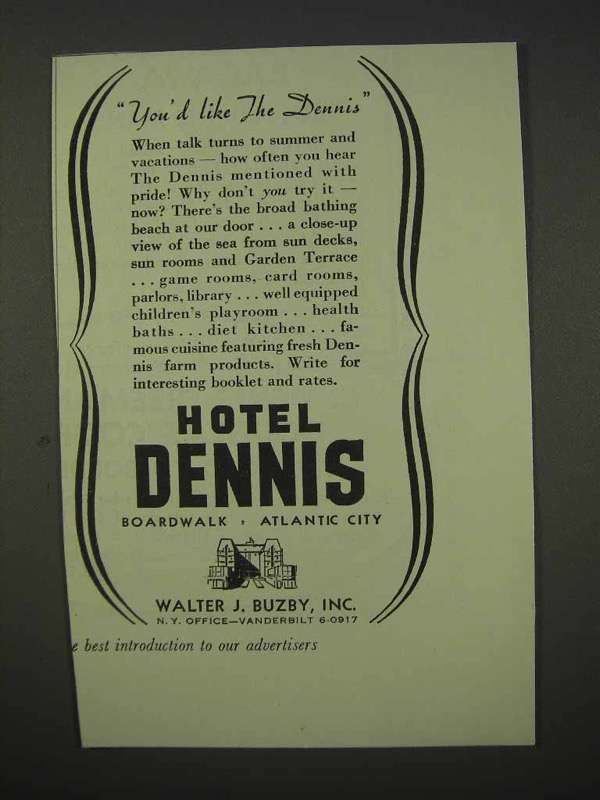 "You'd like The Dennis"
When talk turns to summer and
vacations — how often you hear
The Dennis mentioned with
pride! Why don't you try it —
now? There's the broad bathing
beach at our door . . . a close-up
view of the sea from sun decks,
sun rooms and Garden Terrace
. . . game rooms, card rooms,
parlors, library . . . well equipped
children's playroom . . . health
baths . . . diet kitchen . . . fa-
mous cuisine featuring fresh Den-
nis farm products. Write for
interesting booklet and rates.
HOTEL
DENNIS
BOARDWALK , ATLANTIC CITY
WALTER J. BUZBY, INC.
N. Y. OFFICE—VANDERBILT 6-0917
e best introduction to our advertisers